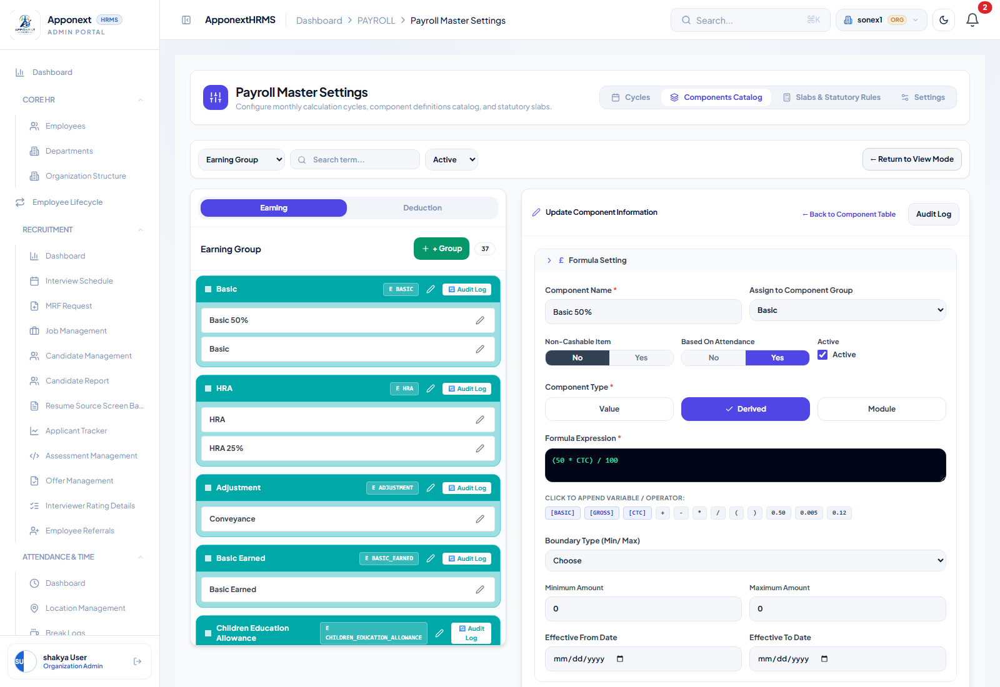 Apponext HRMS
ADMIN PORTAL
APPONEXT
ApponextHRMS
Dashboard > PAYROLL > Payroll Master Settings
Search...
⌘K
sonex1 ORG
2
Dashboard
CORE HR
Employees
Departments
Organization Structure
Employee Lifecycle
RECRUITMENT
Dashboard
Interview Schedule
MRF Request
Job Management
Candidate Management
Candidate Report
Resume Source Screen Ba...
Applicant Tracker
Assessment Management
Offer Management
Interviewer Rating Details
Employee Referrals
ATTENDANCE & TIME
Dashboard
Location Management
Break Logs
SU
shakya User
Organization Admin
Payroll Master Settings
Configure monthly calculation cycles, component definitions catalog, and statutory slabs.
Cycles
Components Catalog
Slabs & Statutory Rules
Settings
Earning Group
Search term...
Active
← Return to View Mode
Earning
Deduction
Earning Group
+ + Group
37
Basic
E BASIC
Audit Log
Basic 50%
Basic
HRA
E HRA
Audit Log
HRA
HRA 25%
Adjustment
E ADJUSTMENT
Audit Log
Conveyance
Basic Earned
E BASIC_EARNED
Audit Log
Basic Earned
Children Education
Allowance
E
CHILDREN_EDUCATION_ALLOWANCE
Audit
Log
Update Component Information
← Back to Component Table
Audit Log
£ Formula Setting
Component Name *
Assign to Component Group
Basic 50%
Basic
Non-Cashable Item
Based On Attendance
Active
No
Yes
No
Yes
Active
Component Type *
Value
Derived
Module
Formula Expression *
(50 * CTC) / 100
CLICK TO APPEND VARIABLE / OPERATOR:
[BASIC] [GROSS] [CTC] + - * / ( ) 0.50 0.005 0.12
Boundary Type (Min/ Max)
Choose
Minimum Amount
Maximum Amount
0
0
Effective From Date
Effective To Date
mm/dd/yyyy
mm/dd/yyyy